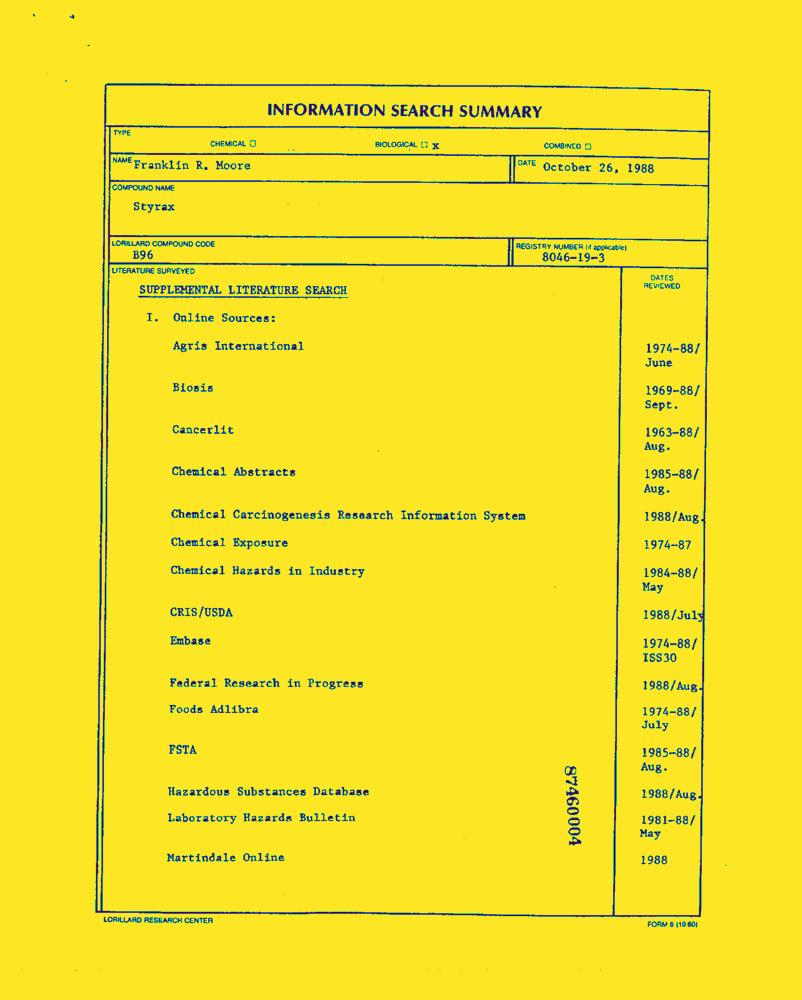 INFORMATION SEARCH SUMMARY
TYPE
CHEMICAL ☐ BIOLOGICAL ☐ X COMBINED ☐
NAME Franklin R. Moore DATE October 26, 1988
COMPOUND NAME
Styrax
LORILLARD COMPOUND CODE REGISTRY NUMBER (if applicable)
B96 8046-19-3
LITERATURE SURVEYED DATES REVIEWED
SUPPLEMENTAL LITERATURE SEARCH
I. Online Sources:
Agris International 1974-88/
June
Biosis 1969-88/
Sept.
Cancerlit 1963-88/
Aug.
Chemical Abstracts 1985-88/
Aug.
Chemical Carcinogenesis Research Information System 1988/Aug.
Chemical Exposure 1974-87
Chemical Hazards in Industry 1984-88/
May
CRIS/USDA 1988/July
Embase 1974-88/
ISS30
Federal Research in Progress 1988/Aug.
Foods Adlibra 1974-88/
July
FSTA 1985-88/
Aug.
Hazardous Substances Database 1988/Aug.
Laboratory Hazards Bulletin 1981-88/
May
Martindale Online 1988
87460004
LORILLARD RESEARCH CENTER